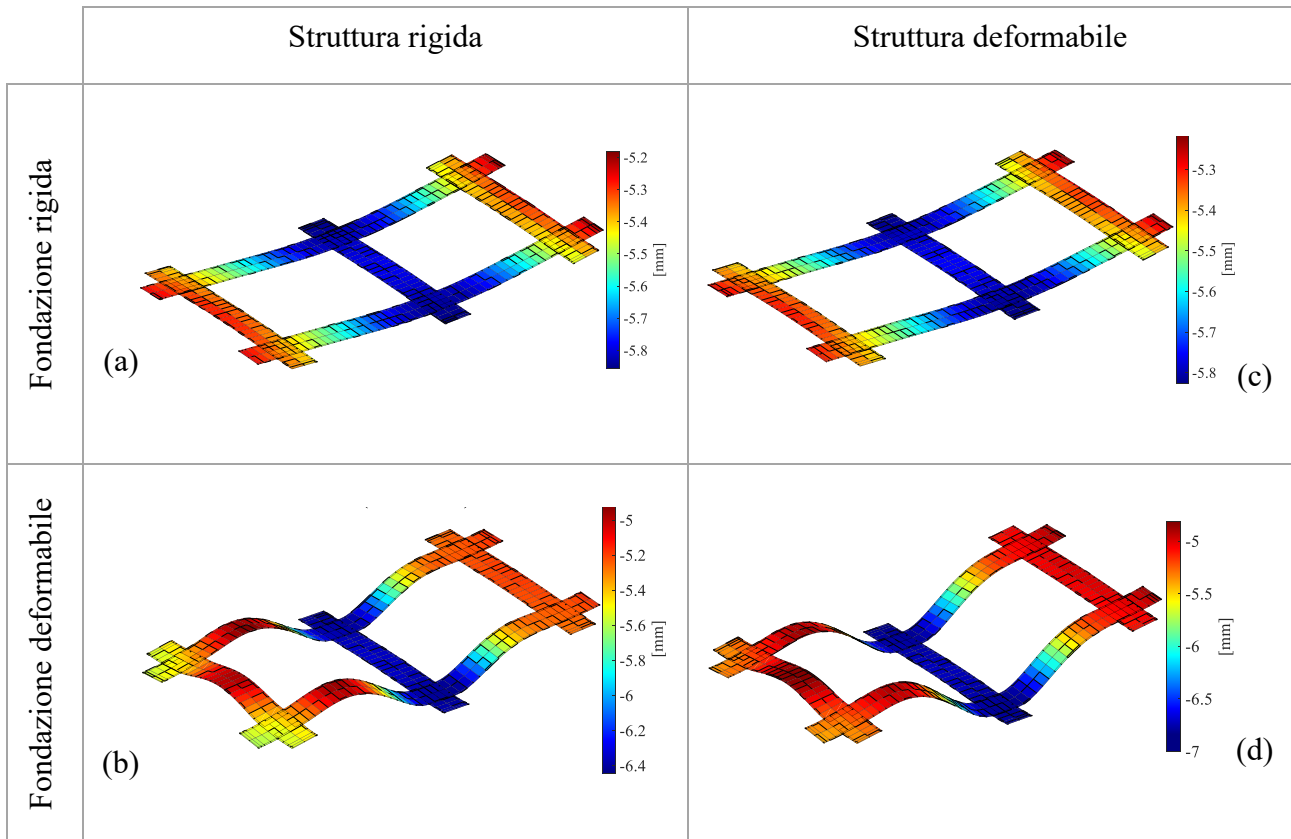 Struttura rigida
Struttura deformabile
Fondazione rigida
(a)
-5.2
-5.3
-5.4
-5.5
-5.6
-5.7
-5.8
[mm]
-5.3
-5.4
-5.5
-5.6
-5.7
-5.8
[mm]
(c)
Fondazione deformabile
(b)
-5
-5.2
-5.4
-5.6
-5.8
-6
-6.2
-6.4
[mm]
-5
-5.5
-6
-6.5
-7
[mm]
(d)